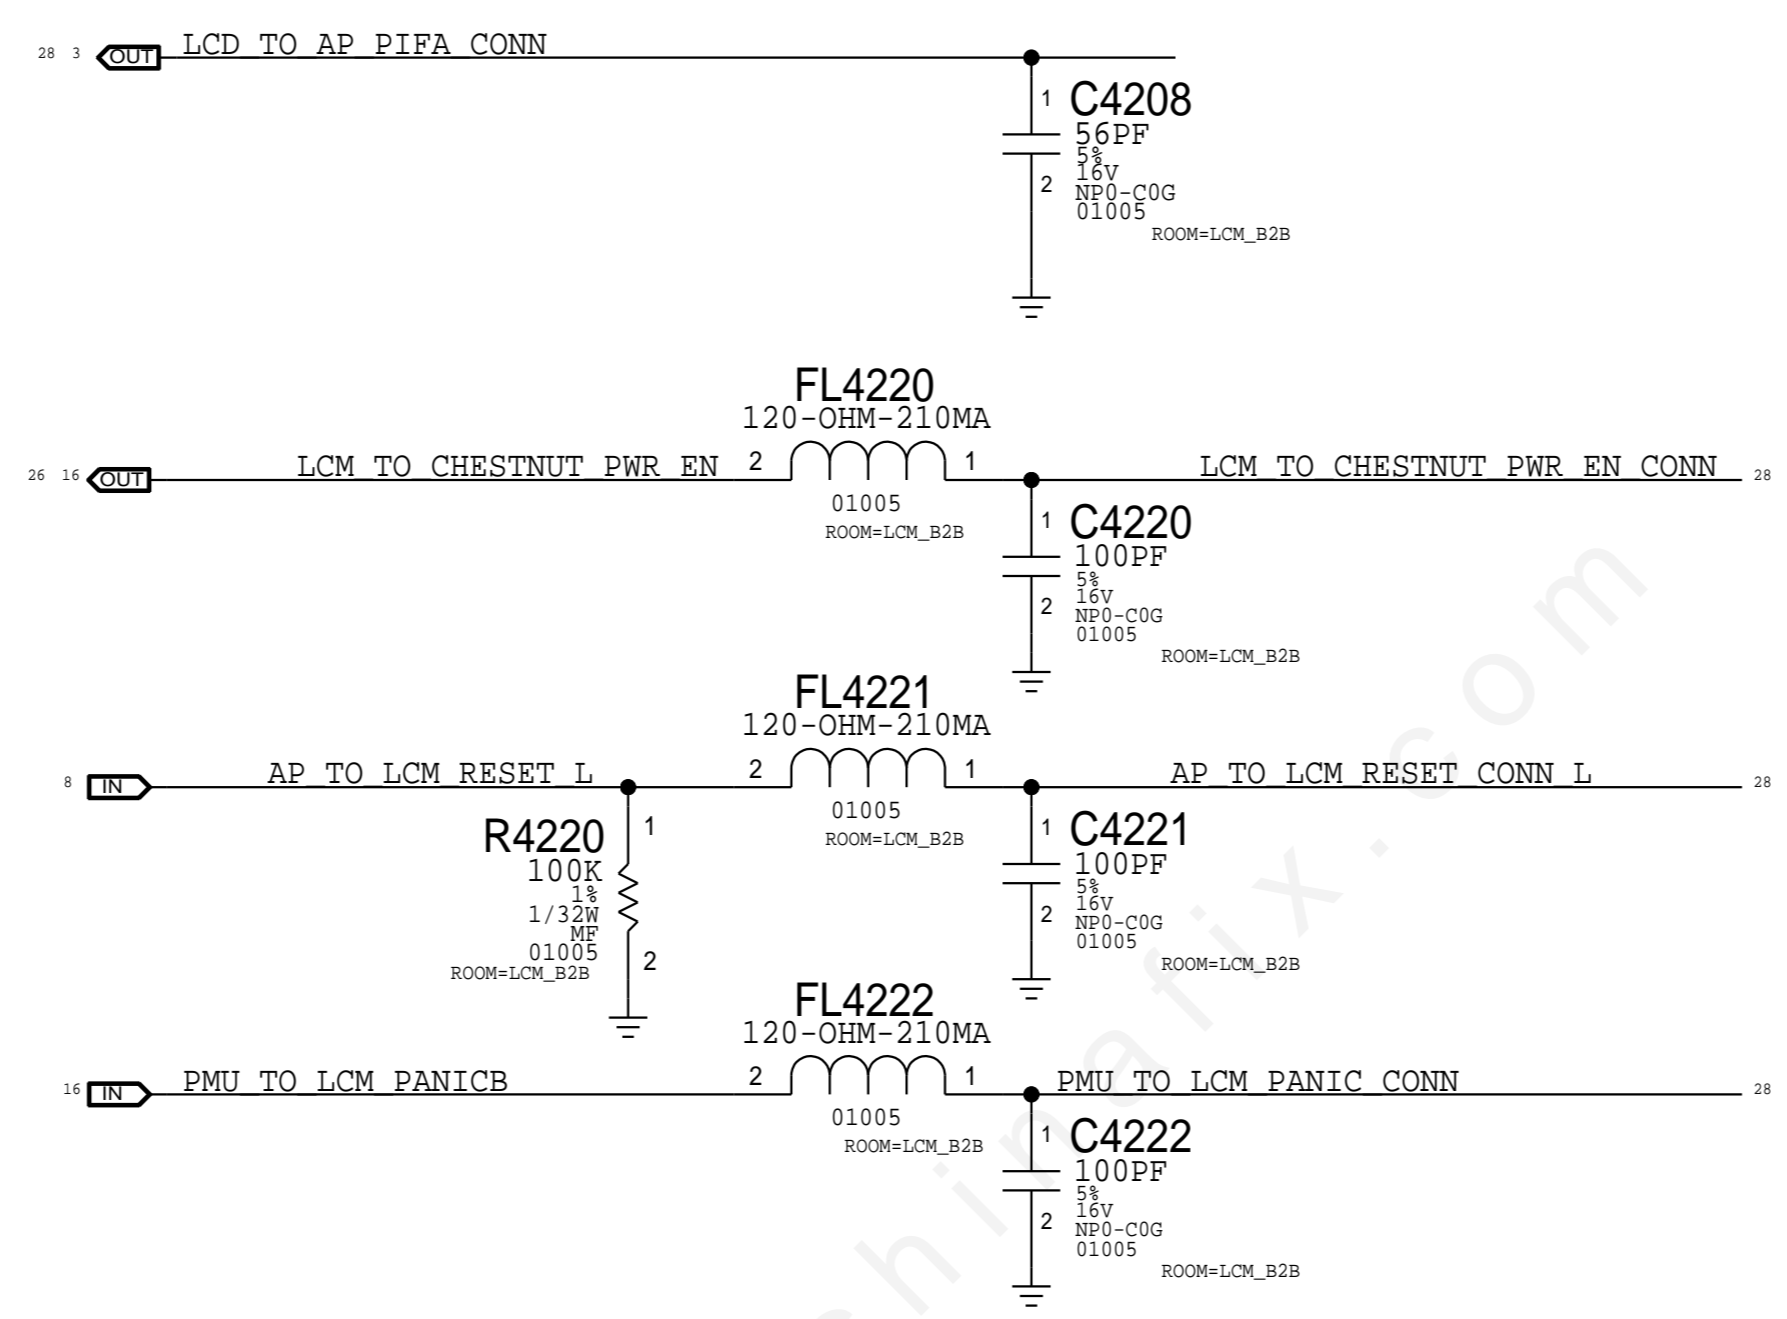 28 3 OUT LCD_TO_AP_PIFA_CONN
1 C4208
56PF
5%
16V
2 NP0-C0G
01005
ROOM=LCM_B2B
FL4220
120-OHM-210MA
26 16 OUT LCM_TO_CHESTNUT_PWR_EN 2 1 LCM_TO_CHESTNUT_PWR_EN_CONN 28
01005
ROOM=LCM_B2B
1 C4220
100PF
5%
16V
2 NP0-C0G
01005
ROOM=LCM_B2B
FL4221
120-OHM-210MA
8 IN AP_TO_LCM_RESET_L 2 1 AP_TO_LCM_RESET_CONN_L 28
01005
ROOM=LCM_B2B
R4220 1
100K
1%
1/32W
MF
01005
2
ROOM=LCM_B2B
1 C4221
100PF
5%
16V
2 NP0-C0G
01005
ROOM=LCM_B2B
FL4222
120-OHM-210MA
16 IN PMU_TO_LCM_PANICB 2 1 PMU_TO_LCM_PANIC_CONN 28
01005
ROOM=LCM_B2B
1 C4222
100PF
5%
16V
2 NP0-C0G
01005
ROOM=LCM_B2B
hinafix.com